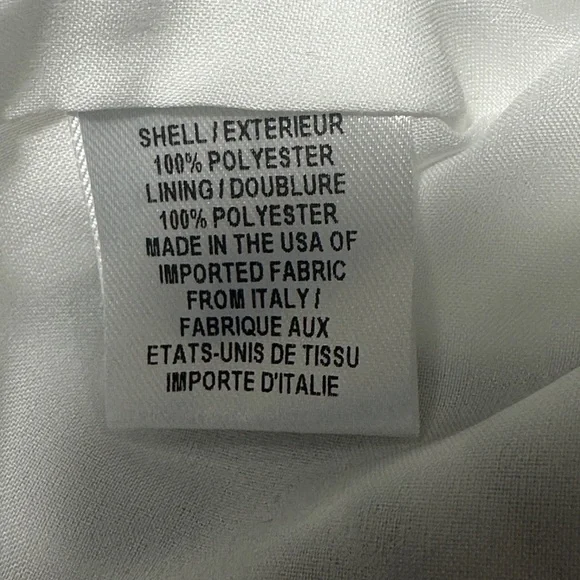 SHELL / EXTERIEUR
100% POLYESTER
LINING / DOUBLURE
100% POLYESTER
MADE IN THE USA OF
IMPORTED FABRIC
FROM ITALY /
FABRIQUE AUX
ETATS-UNIS DE TISSU
IMPORTE D'ITALIE